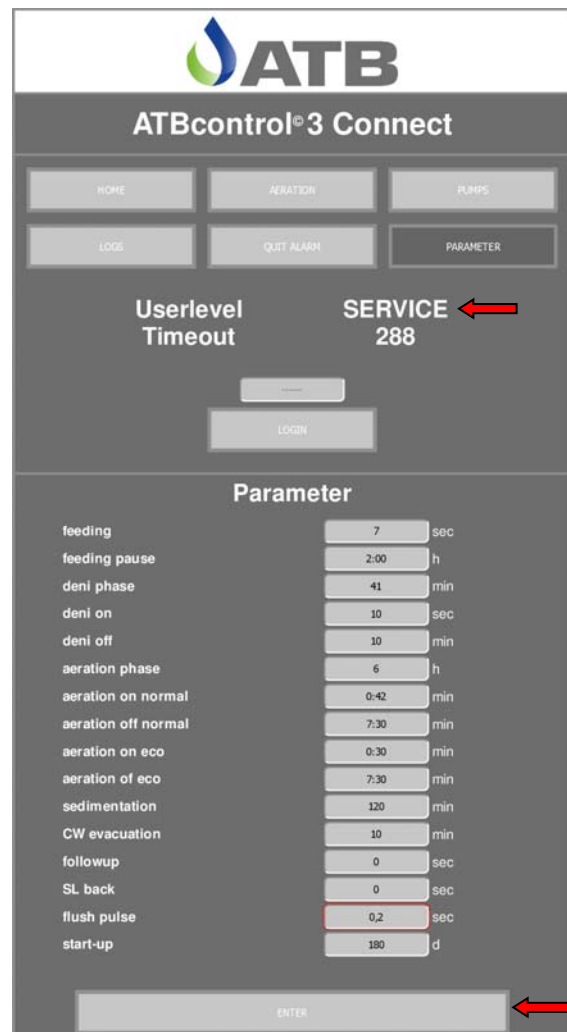 ATB
ATBcontrol©3 Connect
HOME AERATION PUMPS
LOGS QUIT ALARM PARAMETER
Userlevel SERVICE
Timeout 288
LOGIN
Parameter
feeding 7 sec
feeding pause 2:00 h
deni phase 41 min
deni on 10 sec
deni off 10 min
aeration phase 6 h
aeration on normal 0:42 min
aeration off normal 7:30 min
aeration on eco 0:30 min
aeration of eco 7:30 min
sedimentation 120 min
CW evacuation 10 min
followup 0 sec
SL back 0 sec
flush pulse 0,2 sec
start-up 180 d
ENTER